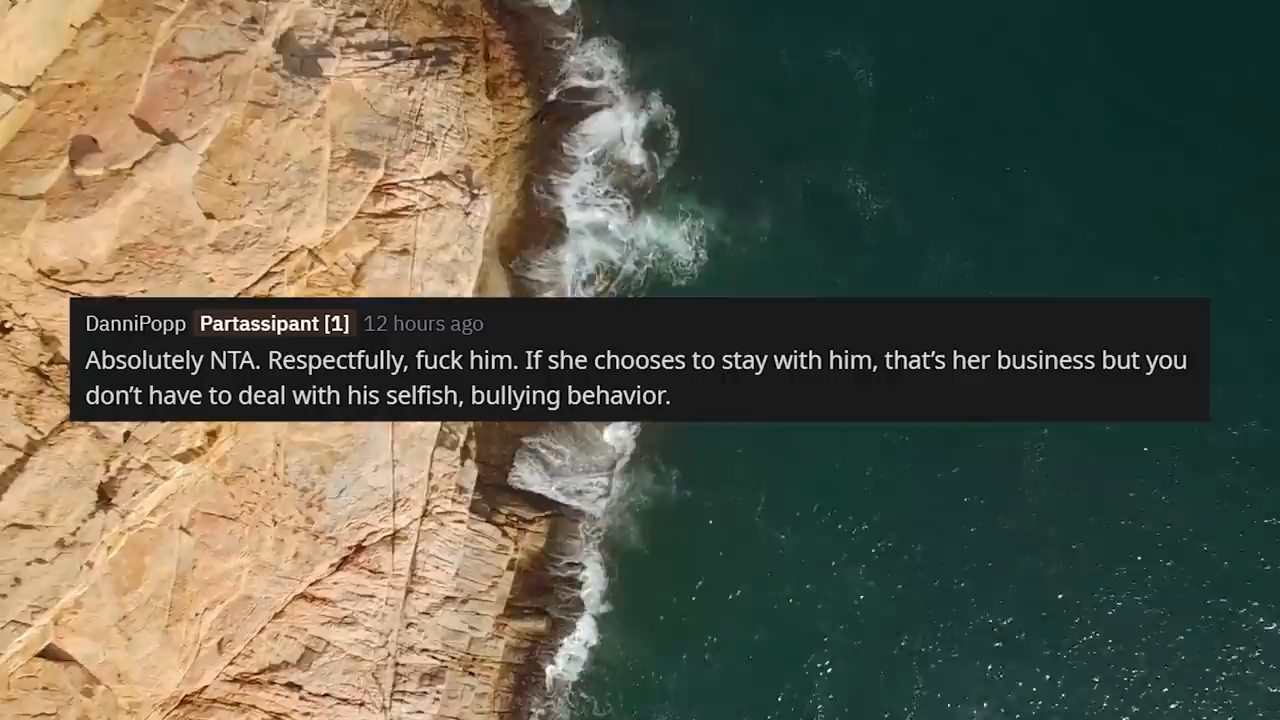 DanniPopp Partassipant [1] 12 hours ago
Absolutely NTA. Respectfully, fuck him. If she chooses to stay with him, that’s her business but you
don’t have to deal with his selfish, bullying behavior.